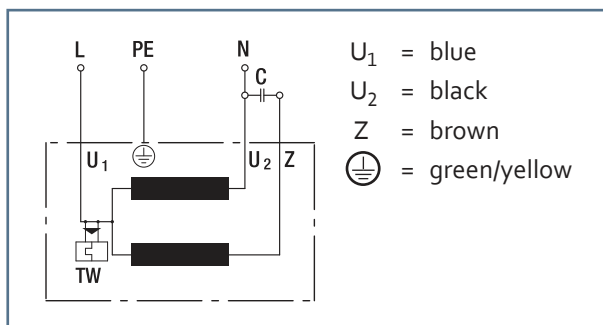 L PE N
C
U₁ U₂ Z
TW
U₁ = blue
U₂ = black
Z = brown
= green/yellow